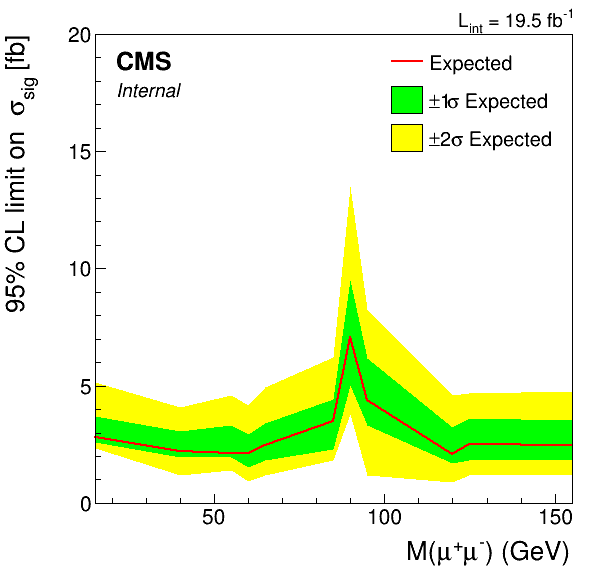 L_int = 19.5 fb^-1
CMS
Internal
Expected
±1σ Expected
±2σ Expected
95% CL limit on σ_sig [fb]
20
15
10
5
0
50
100
150
M(μ^+μ^-) (GeV)